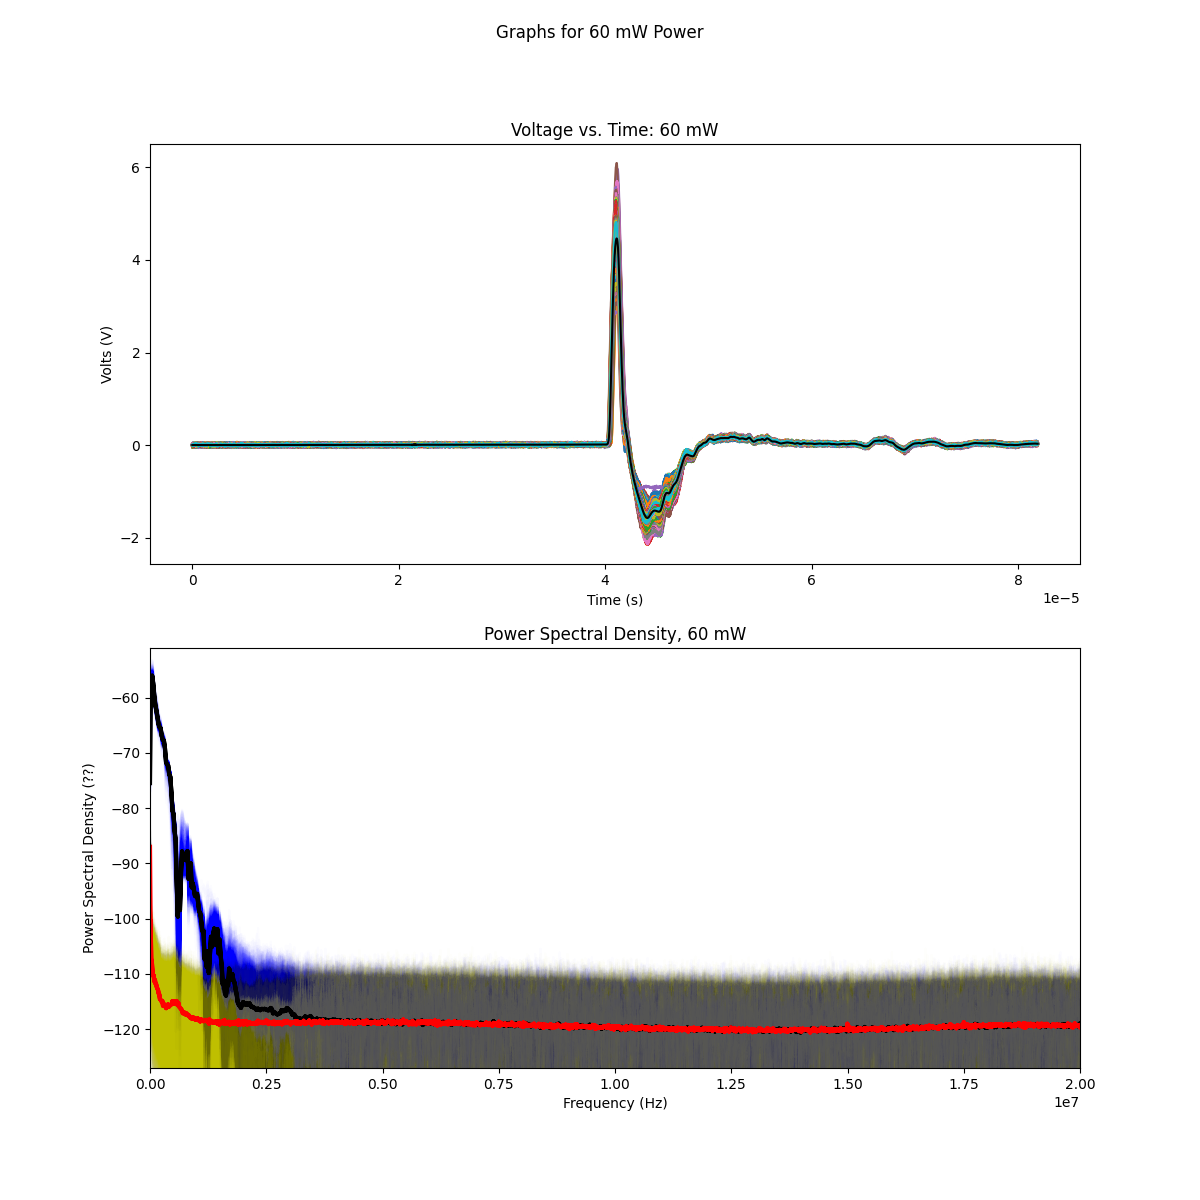 Graphs for 60 mW Power
Voltage vs. Time: 60 mW
6
4
2
0
−2
Volts (V)
0 2 4 6 8
1e−5
Time (s)
Power Spectral Density, 60 mW
−60
−70
−80
−90
−100
−110
−120
Power Spectral Density (??)
0.00 0.25 0.50 0.75 1.00 1.25 1.50 1.75 2.00
1e7
Frequency (Hz)